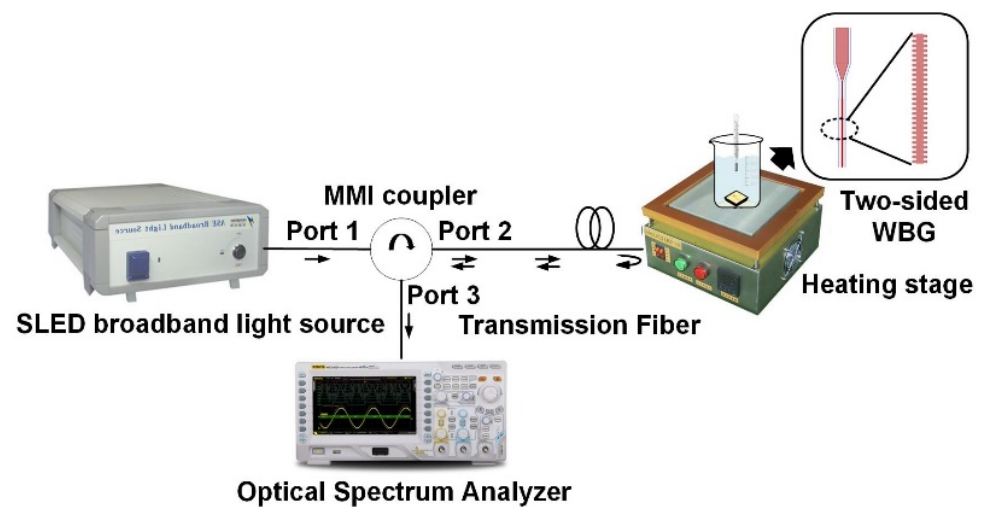 MMI coupler
Two-sided
WBG
ASE Broadband Light Source
Port 1
Port 2
Heating stage
Port 3
SLED broadband light source
Transmission Fiber
Optical Spectrum Analyzer